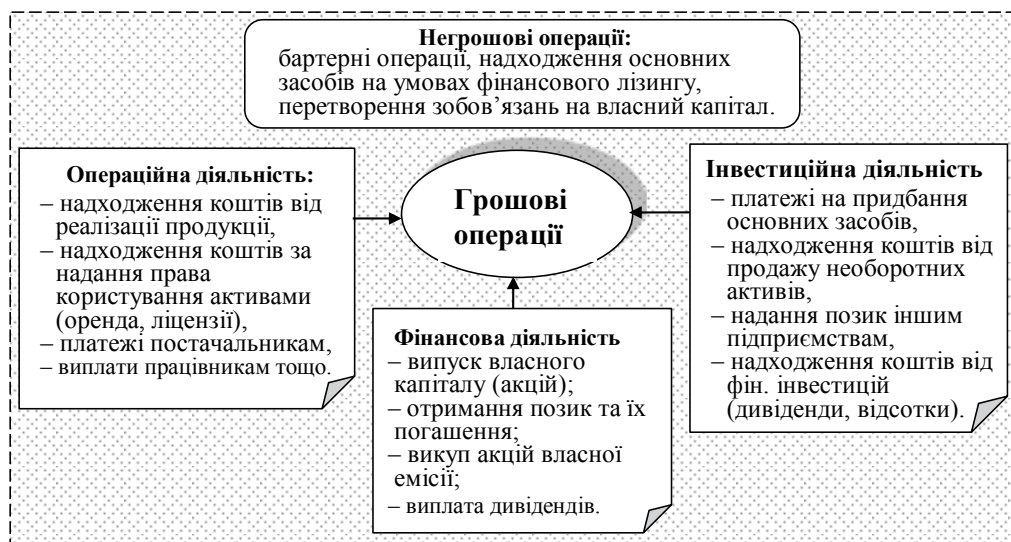 Негрошові операції:
бартерні операції, надходження основних
засобів на умовах фінансового лізингу,
перетворення зобов’язань на власний капітал.
Операційна діяльність:
– надходження коштів від
реалізації продукції,
– надходження коштів за
надання права
користування активами
(оренда, ліцензії),
– платежі постачальникам,
– виплати працівникам тощо.
Грошові
операції
Інвестиційна діяльність
– платежі на придбання
основних засобів,
– надходження коштів від
продажу необоротних
активів,
– надання позик іншим
підприємствам,
– надходження коштів від
фін. інвестицій
(дивіденди, відсотки).
Фінансова діяльність
– випуск власного
капіталу (акцій);
– отримання позик та їх
погашення;
– викуп акцій власної
емісії;
– виплата дивідендів.